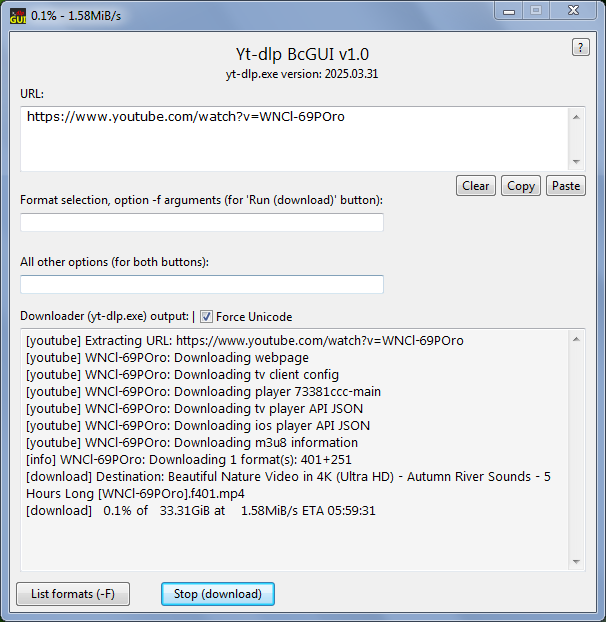 GUI 0.1% - 1.58MiB/s
Yt-dlp BcGUI v1.0
?
yt-dlp.exe version: 2025.03.31
URL:
https://www.youtube.com/watch?v=WNCl-69POro
Clear Copy Paste
Format selection, option -f arguments (for 'Run (download)' button):
All other options (for both buttons):
Downloader (yt-dlp.exe) output: | Force Unicode
[youtube] Extracting URL: https://www.youtube.com/watch?v=WNCl-69POro
[youtube] WNCl-69POro: Downloading webpage
[youtube] WNCl-69POro: Downloading tv client config
[youtube] WNCl-69POro: Downloading player 73381ccc-main
[youtube] WNCl-69POro: Downloading tv player API JSON
[youtube] WNCl-69POro: Downloading ios player API JSON
[youtube] WNCl-69POro: Downloading m3u8 information
[info] WNCl-69POro: Downloading 1 format(s): 401+251
[download] Destination: Beautiful Nature Video in 4K (Ultra HD) - Autumn River Sounds - 5
Hours Long [WNCl-69POro].f401.mp4
[download] 0.1% of 33.31GiB at 1.58MiB/s ETA 05:59:31
List formats (-F) Stop (download)